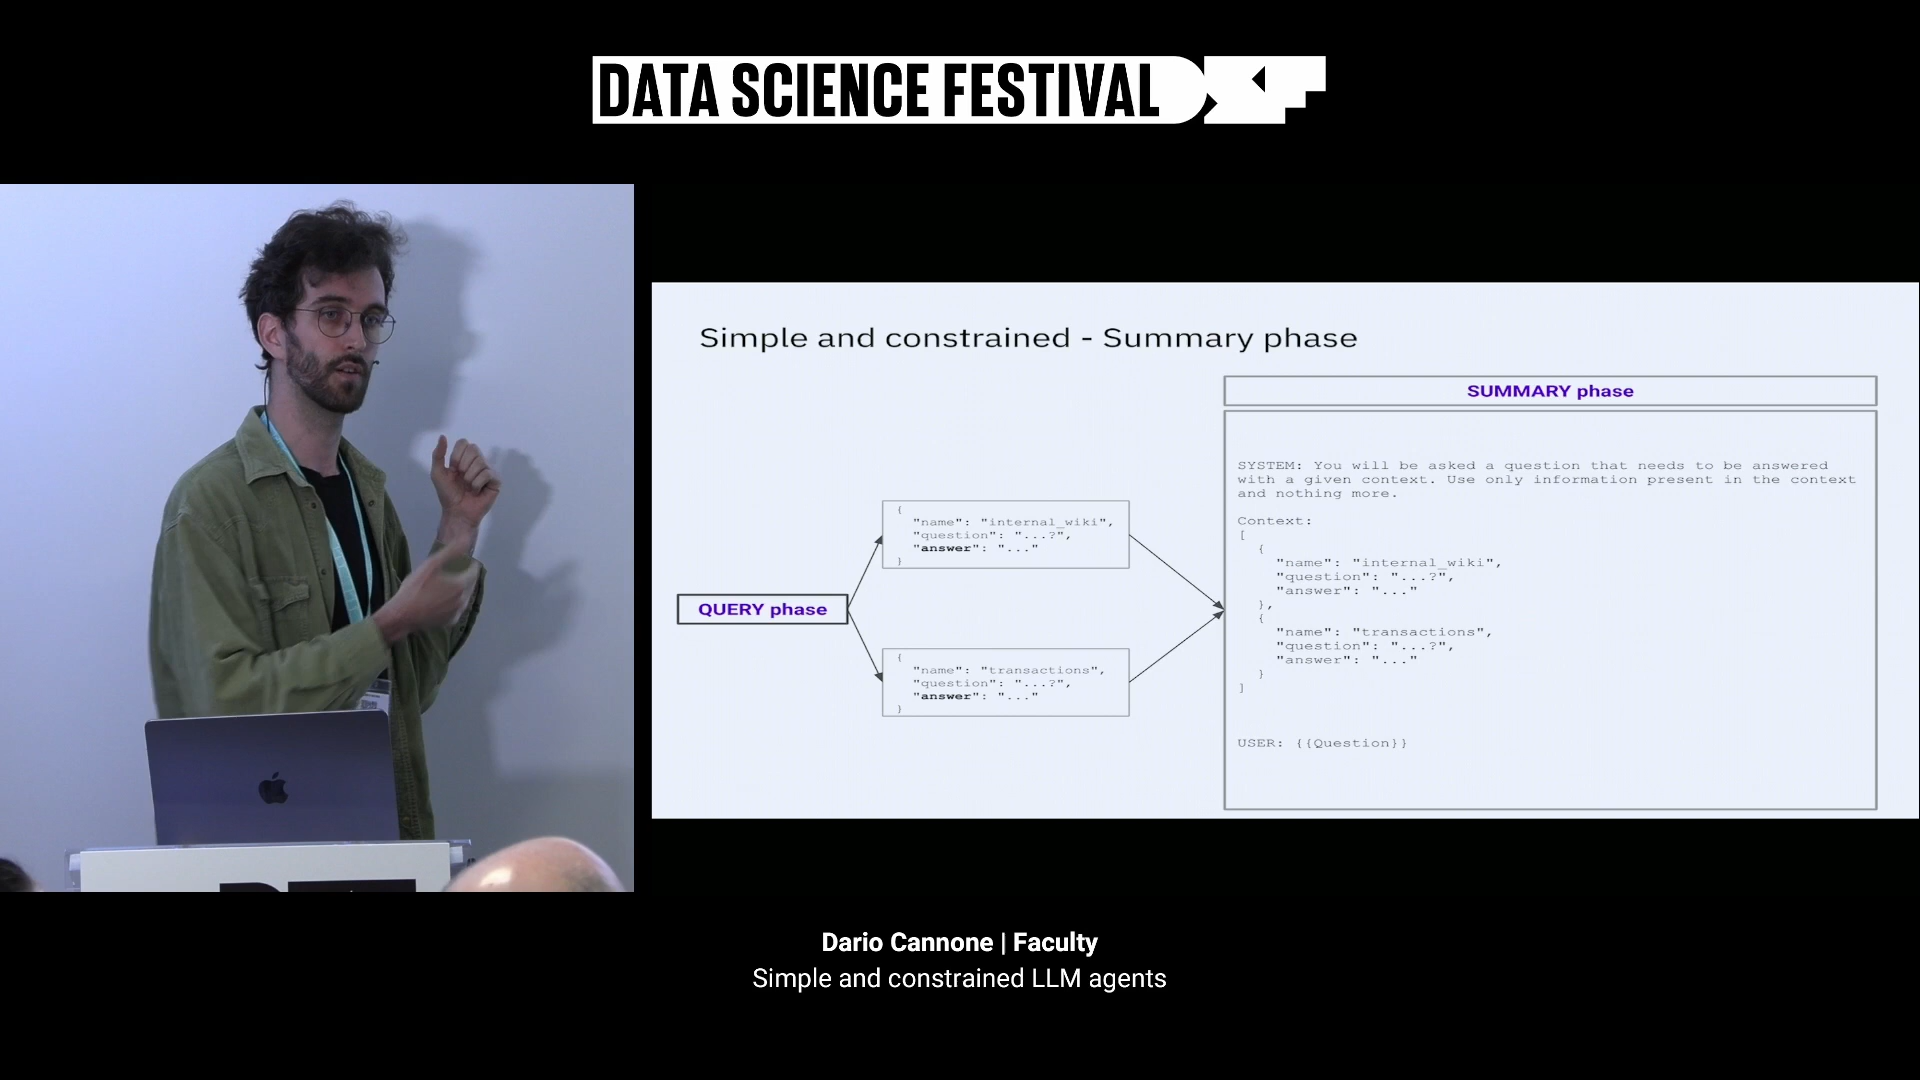 DATA SCIENCE FESTIVAL
Simple and constrained - Summary phase
QUERY phase
{
"name": "internal_wiki",
"question": "...?",
"answer": "..."
}
{
"name": "transactions",
"question": "...?",
"answer": "..."
}
SUMMARY phase
SYSTEM: You will be asked a question that needs to be answered
with a given context. Use only information present in the context
and nothing more.
Context:
[
{
"name": "internal_wiki",
"question": "...?",
"answer": "..."
},
{
"name": "transactions",
"question": "...?",
"answer": "..."
}
]
USER: {{Question}}
Dario Cannone | Faculty
Simple and constrained LLM agents